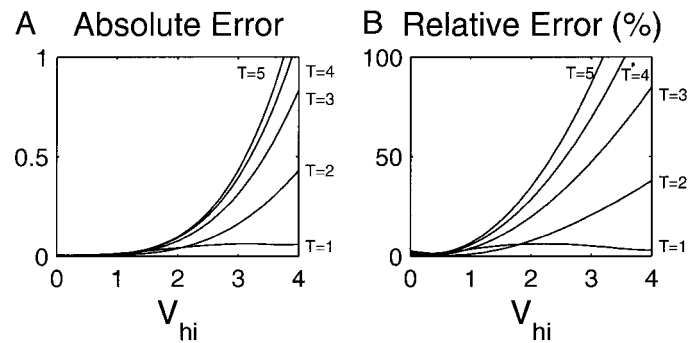 A Absolute Error
1
0.5
0
0 1 2 3 4
V_hi
T=5
T=4
T=3
T=2
T=1
B Relative Error (%)
100
50
0
0 1 2 3 4
V_hi
T=5
T=4
T=3
T=2
T=1